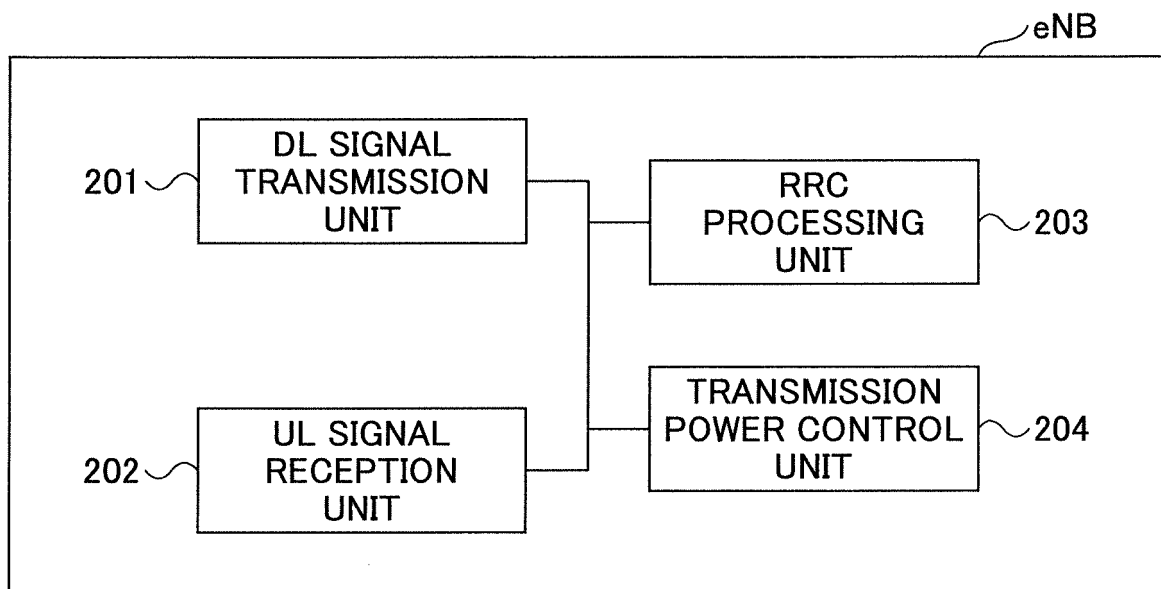 eNB
201
DL SIGNAL
TRANSMISSION
UNIT
RRC
PROCESSING
UNIT
203
202
UL SIGNAL
RECEPTION
UNIT
TRANSMISSION
POWER CONTROL
UNIT
204